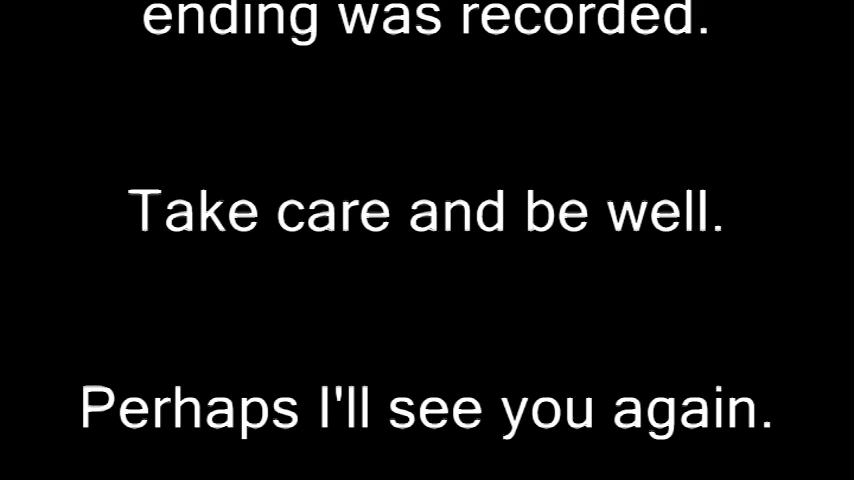 ending was recorded.
Take care and be well.
Perhaps I'll see you again.